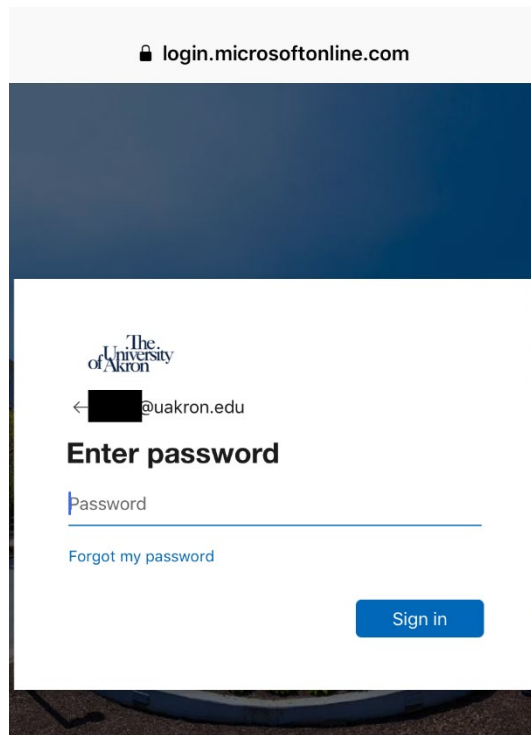 login.microsoftonline.com
The
University
of Akron
@uakron.edu
Enter password
Password
Forgot my password
Sign in